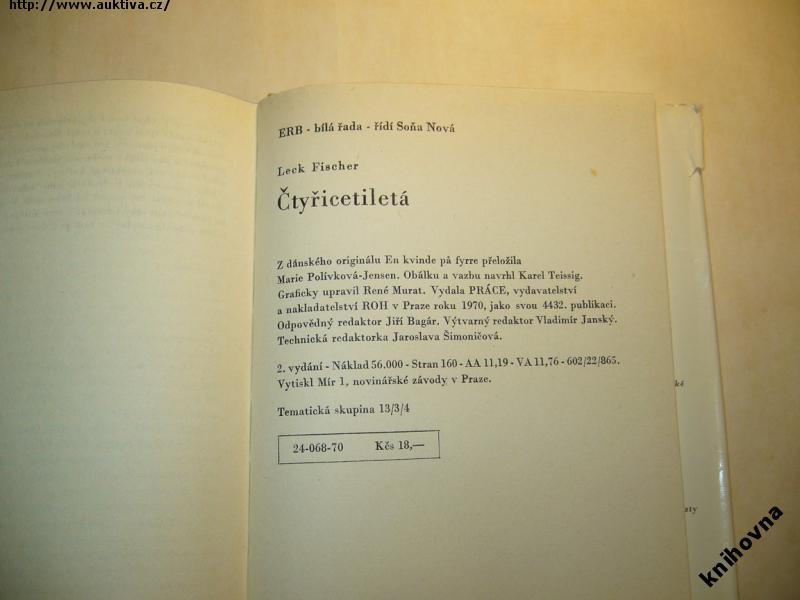 http://www.auktiva.cz/
ERB - bílá řada - řídí Soňa Nová
Leck Fischer
Čtyřicetiletá
Z dánského originálu En kvinde på fyrre přeložila
Marie Polívková-Jensen. Obálku a vazbu navrhl Karel Teissig.
Graficky upravil René Murat. Vydala PRÁCE, vydavatelství
a nakladatelství ROH v Praze roku 1970, jako svou 4432. publikaci.
Odpovědný redaktor Jiří Bagár. Výtvarný redaktor Vladimír Janský.
Technická redaktorka Jaroslava Šimoničová.
2. vydání - Náklad 56.000 - Stran 160 - AA 11,19 - VA 11,76 - 602/22/865.
Vytiskl Mír 1, novinářské závody v Praze.
Tematická skupina 13/3/4
24-068-70 Kčs 18,—
knihovna